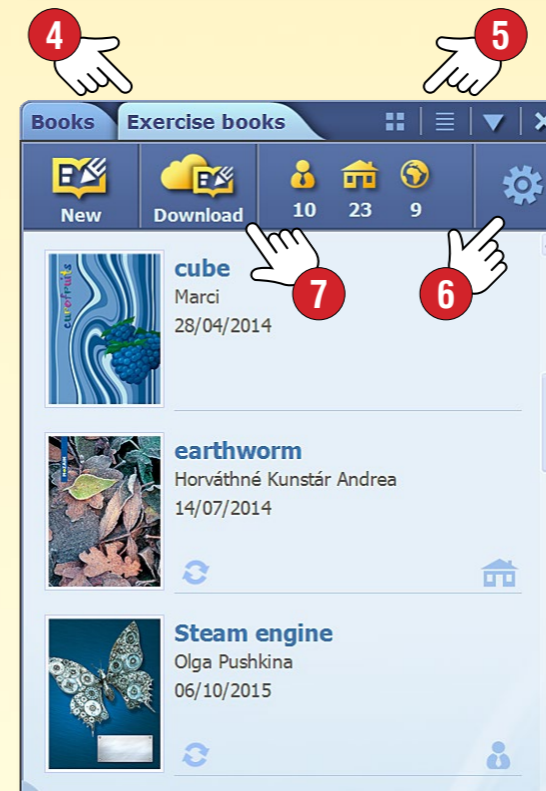 4
5
Books Exercise books
New
Download
10 23 9
7
6
eurofruits
cube
Marci
28/04/2014
earthworm
Horváthné Kunstár Andrea
14/07/2014
Steam engine
Olga Pushkina
06/10/2015